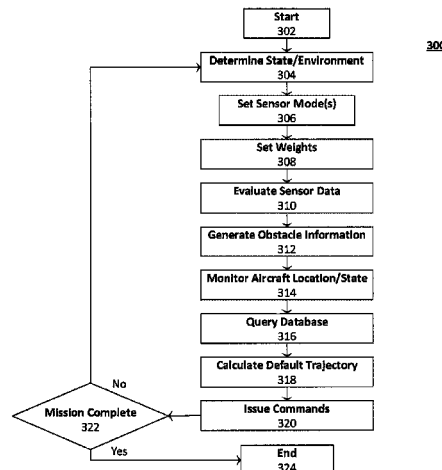 Start
302
300
Determine State/Environment
304
Set Sensor Mode(s)
306
Set Weights
308
Evaluate Sensor Data
310
Generate Obstacle Information
312
Monitor Aircraft Location/State
314
Query Database
316
Calculate Default Trajectory
318
No
Mission Complete
322
Issue Commands
320
Yes
End
324